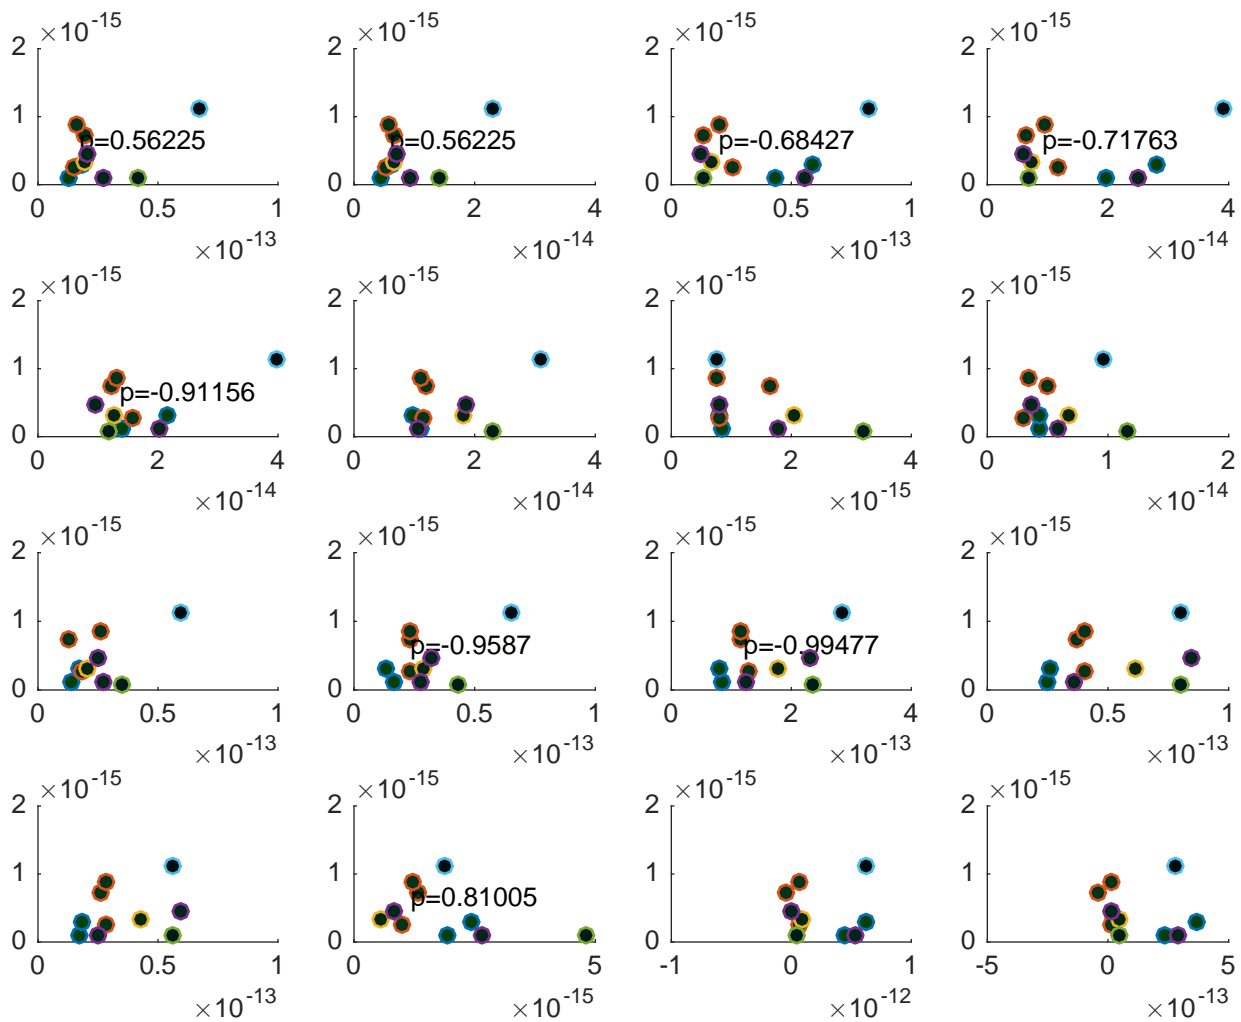 2 ×10-15 2 ×10-15 2 ×10-15 2 ×10-15
1 1 1 1
p=0.56225 p=0.56225 p=-0.68427 p=-0.71763
0 0 0 0
0 0.5 1 0 2 4 0 0.5 1 0 2 4
×10-13 ×10-14 ×10-13 ×10-14
2 ×10-15 2 ×10-15 2 ×10-15 2 ×10-15
1 1 1 1
p=-0.91156
0 0 0 0
0 2 4 0 2 4 0 2 4 0 1 2
×10-14 ×10-14 ×10-15 ×10-14
2 ×10-15 2 ×10-15 2 ×10-15 2 ×10-15
1 1 1 1
p=-0.9587 p=-0.99477
0 0 0 0
0 0.5 1 0 0.5 1 0 2 4 0 0.5 1
×10-13 ×10-13 ×10-13 ×10-13
2 ×10-15 2 ×10-15 2 ×10-15 2 ×10-15
1 1 1 1
p=0.81005
0 0 0 0
0 0.5 1 0 5 -1 0 1 -5 0 5
×10-13 ×10-15 ×10-12 ×10-13